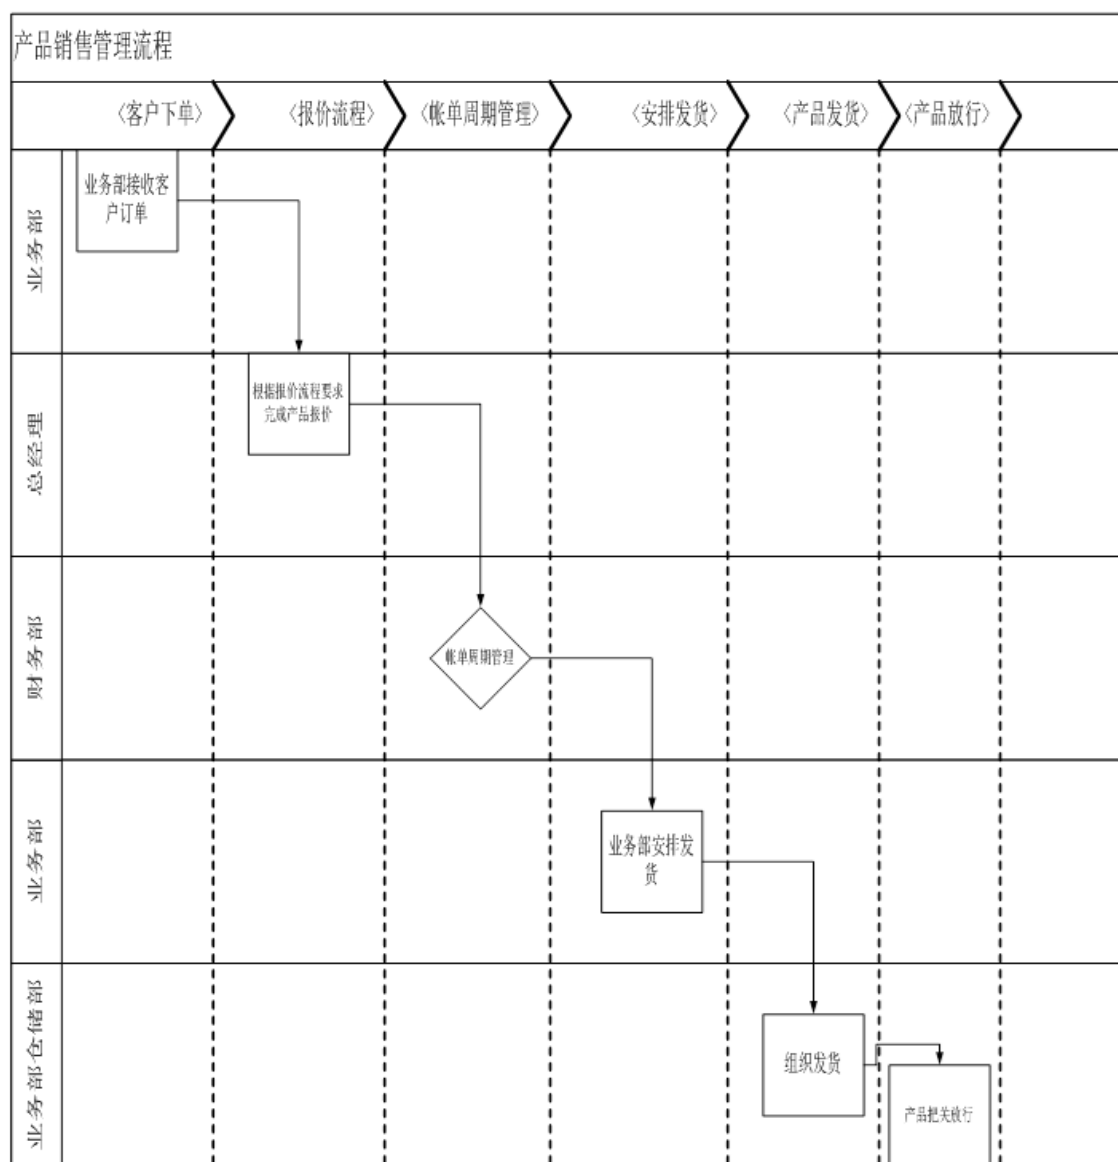 产品销售管理流程
〈客户下单〉
〈报价流程〉
〈帐单周期管理〉
〈安排发货〉
〈产品发货〉
〈产品放行〉
业务部
业务部接收客
户订单
总经理
根据报价流程要求
完成产品报价
财务部
帐单周期管理
业务部
业务部安排发
货
业务部仓储部
组织发货
产品把关放行